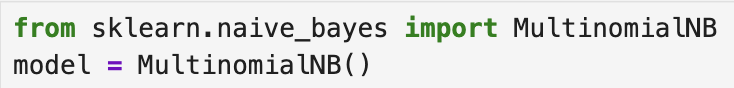 from sklearn.naive_bayes import MultinomialNB
model = MultinomialNB()